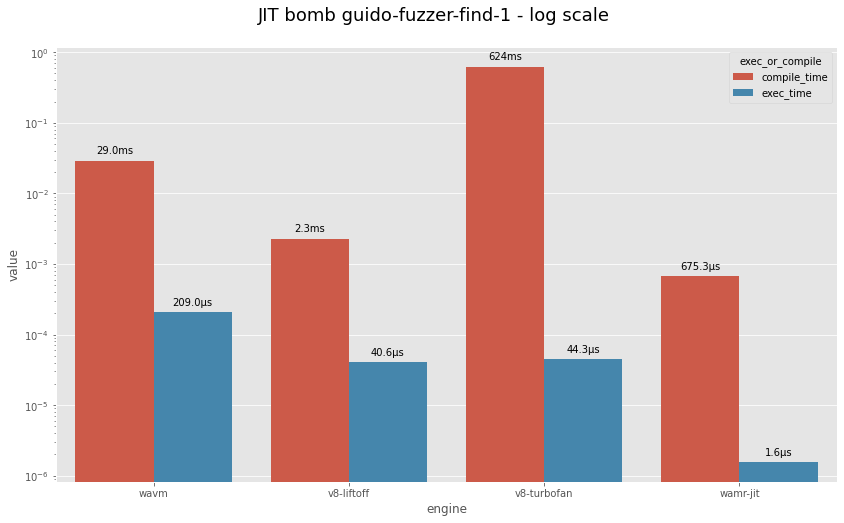 JIT bomb guido-fuzzer-find-1 - log scale
exec_or_compile
compile_time
exec_time
10⁰
10⁻¹
10⁻²
10⁻³
10⁻⁴
10⁻⁵
10⁻⁶
value
29.0ms
209.0μs
2.3ms
40.6μs
624ms
44.3μs
675.3μs
1.6μs
wavm
v8-liftoff
v8-turbofan
wamr-jit
engine